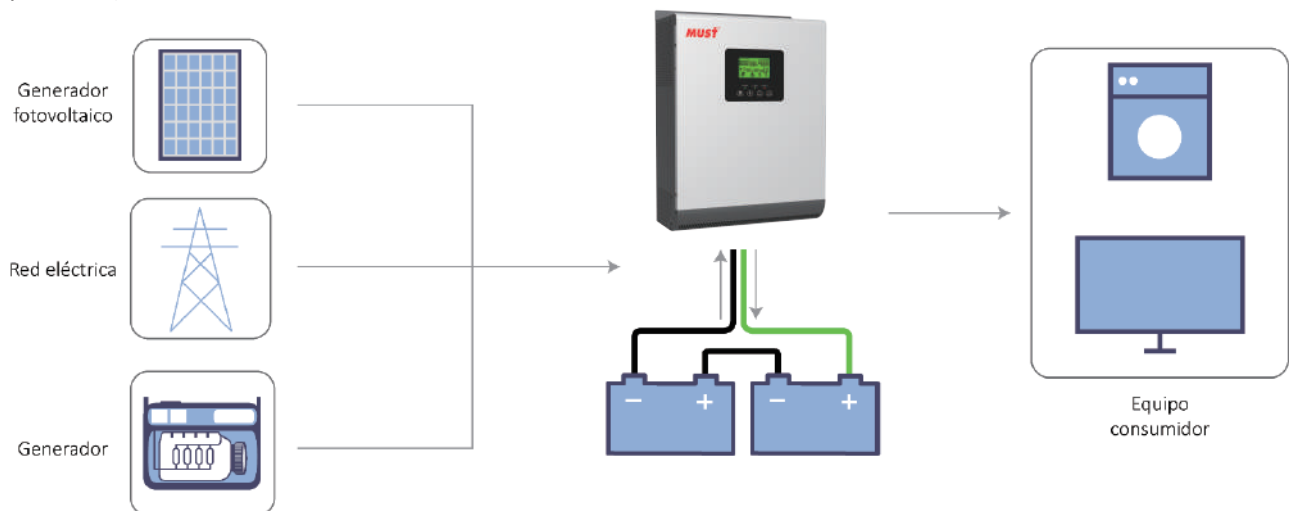 Generador
fotovoltaico
Red eléctrica
Generador
MUST
− + − +
Equipo
consumidor